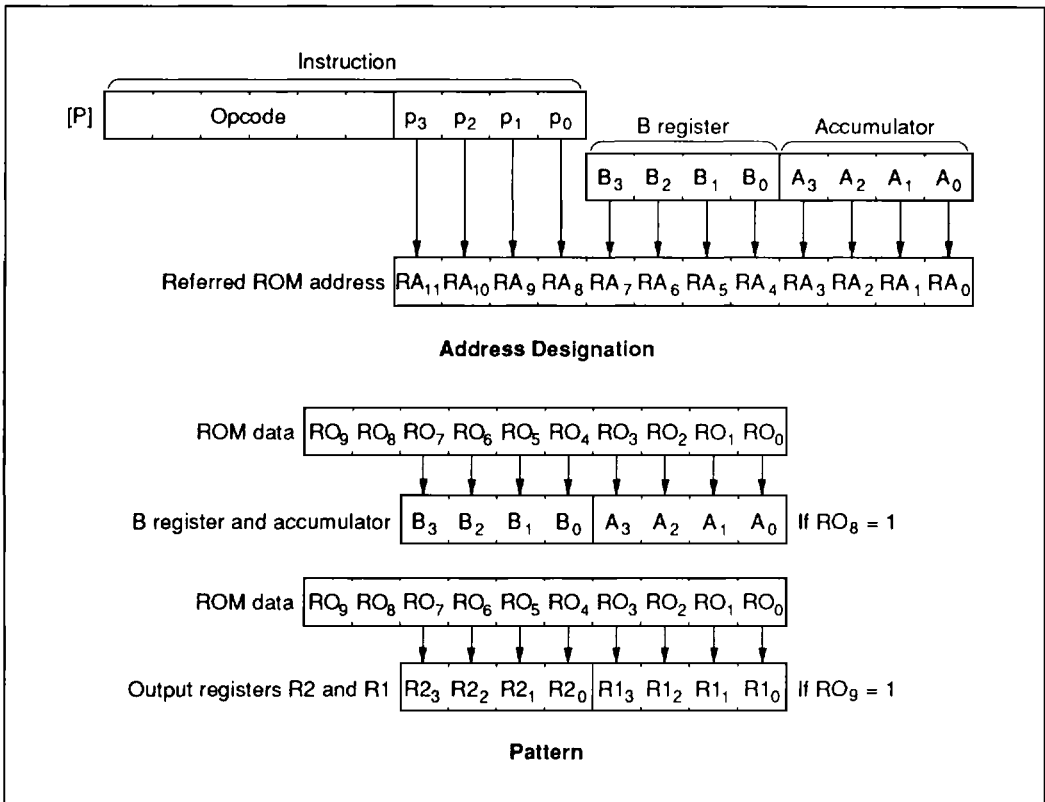 Instruction
[P] Opcode p3 p2 p1 p0
B register Accumulator
B3 B2 B1 B0 A3 A2 A1 A0
Referred ROM address RA11 RA10 RA9 RA8 RA7 RA6 RA5 RA4 RA3 RA2 RA1 RA0
Address Designation
ROM data RO9 RO8 RO7 RO6 RO5 RO4 RO3 RO2 RO1 RO0
B register and accumulator B3 B2 B1 B0 A3 A2 A1 A0 If RO8 = 1
ROM data RO9 RO8 RO7 RO6 RO5 RO4 RO3 RO2 RO1 RO0
Output registers R2 and R1 R23 R22 R21 R20 R13 R12 R11 R10 If RO9 = 1
Pattern